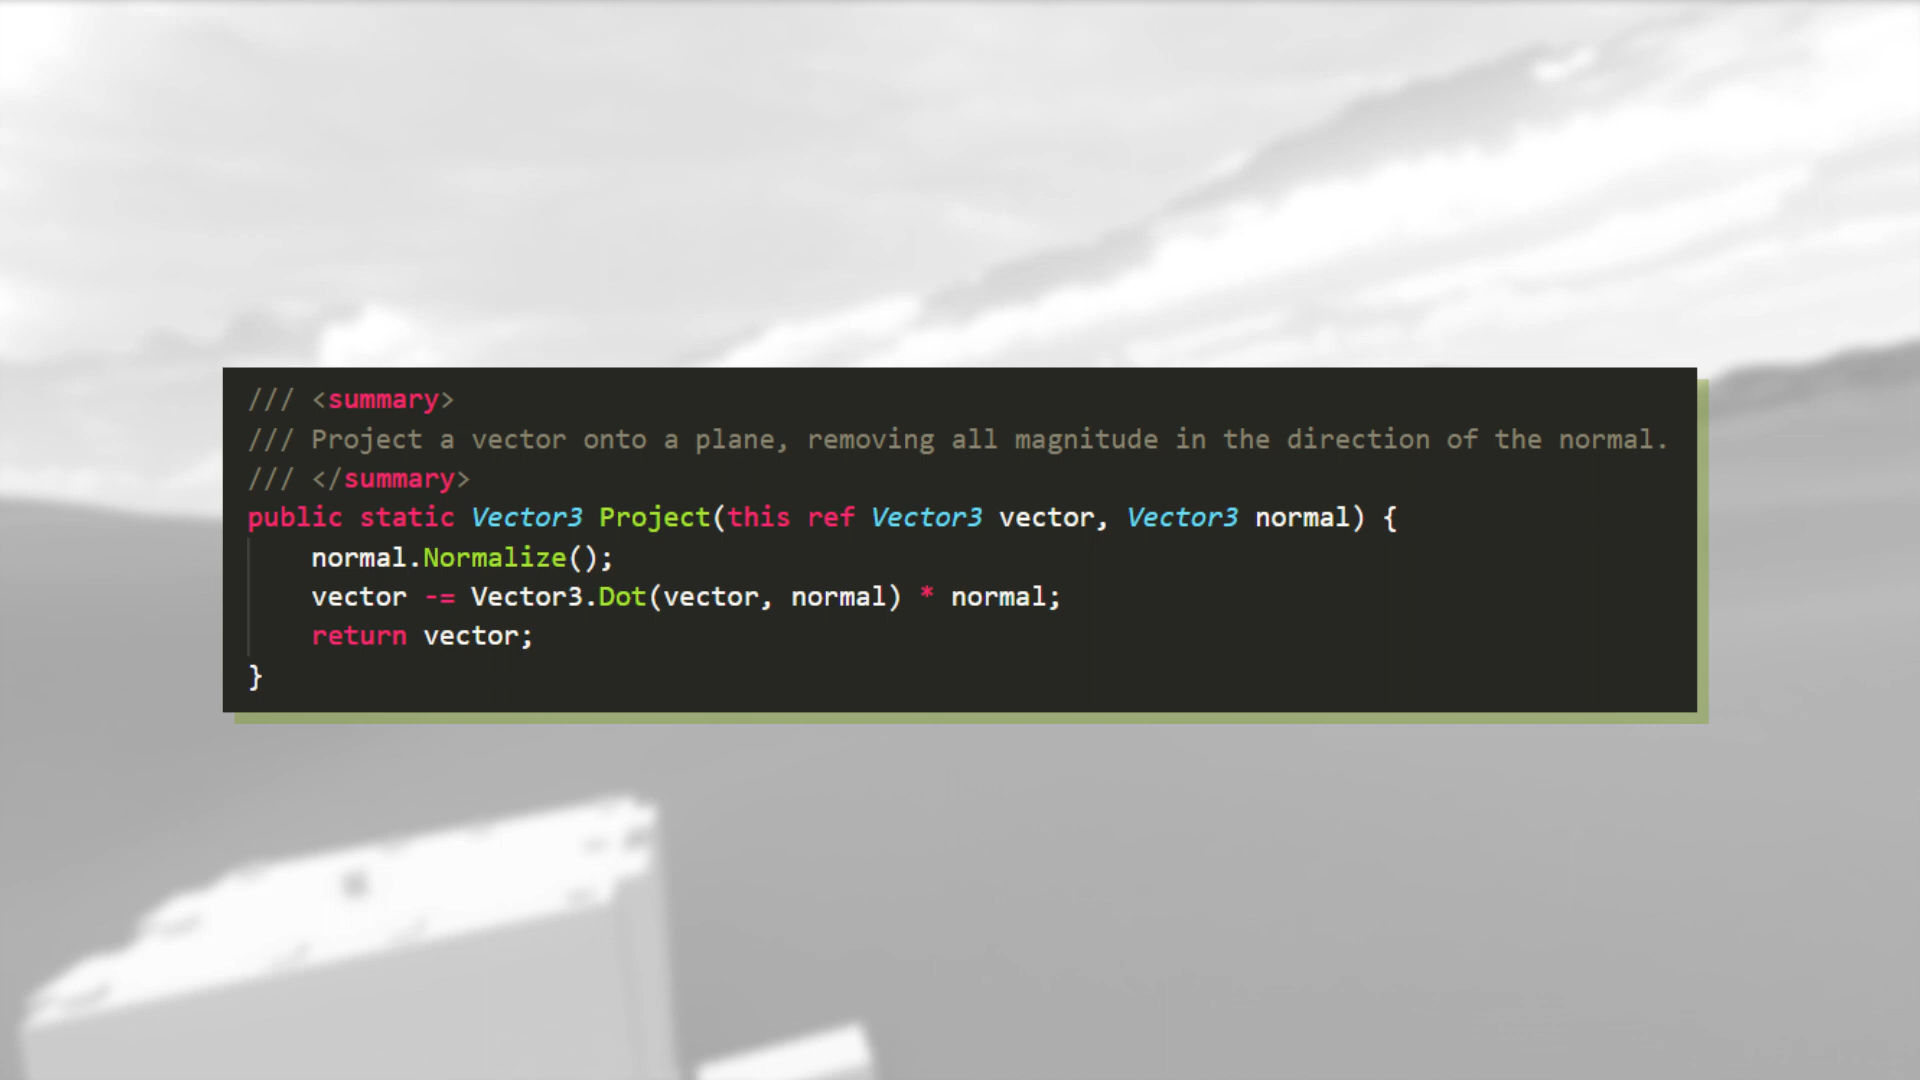 /// <summary>
/// Project a vector onto a plane, removing all magnitude in the direction of the normal.
/// </summary>
public static Vector3 Project(this ref Vector3 vector, Vector3 normal) {
    normal.Normalize();
    vector -= Vector3.Dot(vector, normal) * normal;
    return vector;
}